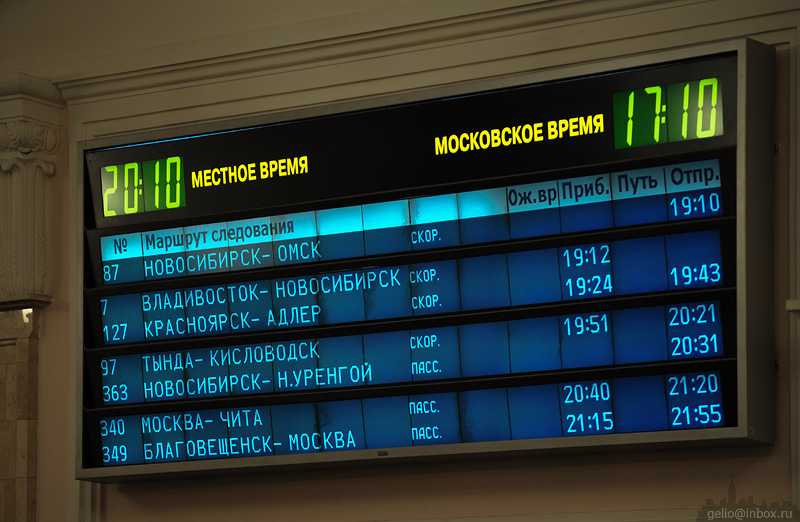 20:10 МЕСТНОЕ ВРЕМЯ МОСКОВСКОЕ ВРЕМЯ 17:10
№ Маршрут следования Ож.вр Приб. Путь Отпр.
87 НОВОСИБИРСК- ОМСК СКОР. 19:10
7 ВЛАДИВОСТОК- НОВОСИБИРСК СКОР. 19:12
127 КРАСНОЯРСК- АДЛЕР СКОР. 19:24 19:43
97 ТЫНДА- КИСЛОВОДСК СКОР. 19:51 20:21
363 НОВОСИБИРСК- Н.УРЕНГОЙ ПАСС. 20:31
340 МОСКВА- ЧИТА ПАСС. 20:40 21:20
349 БЛАГОВЕЩЕНСК- МОСКВА ПАСС. 21:15 21:55
gelio@inbox.ru